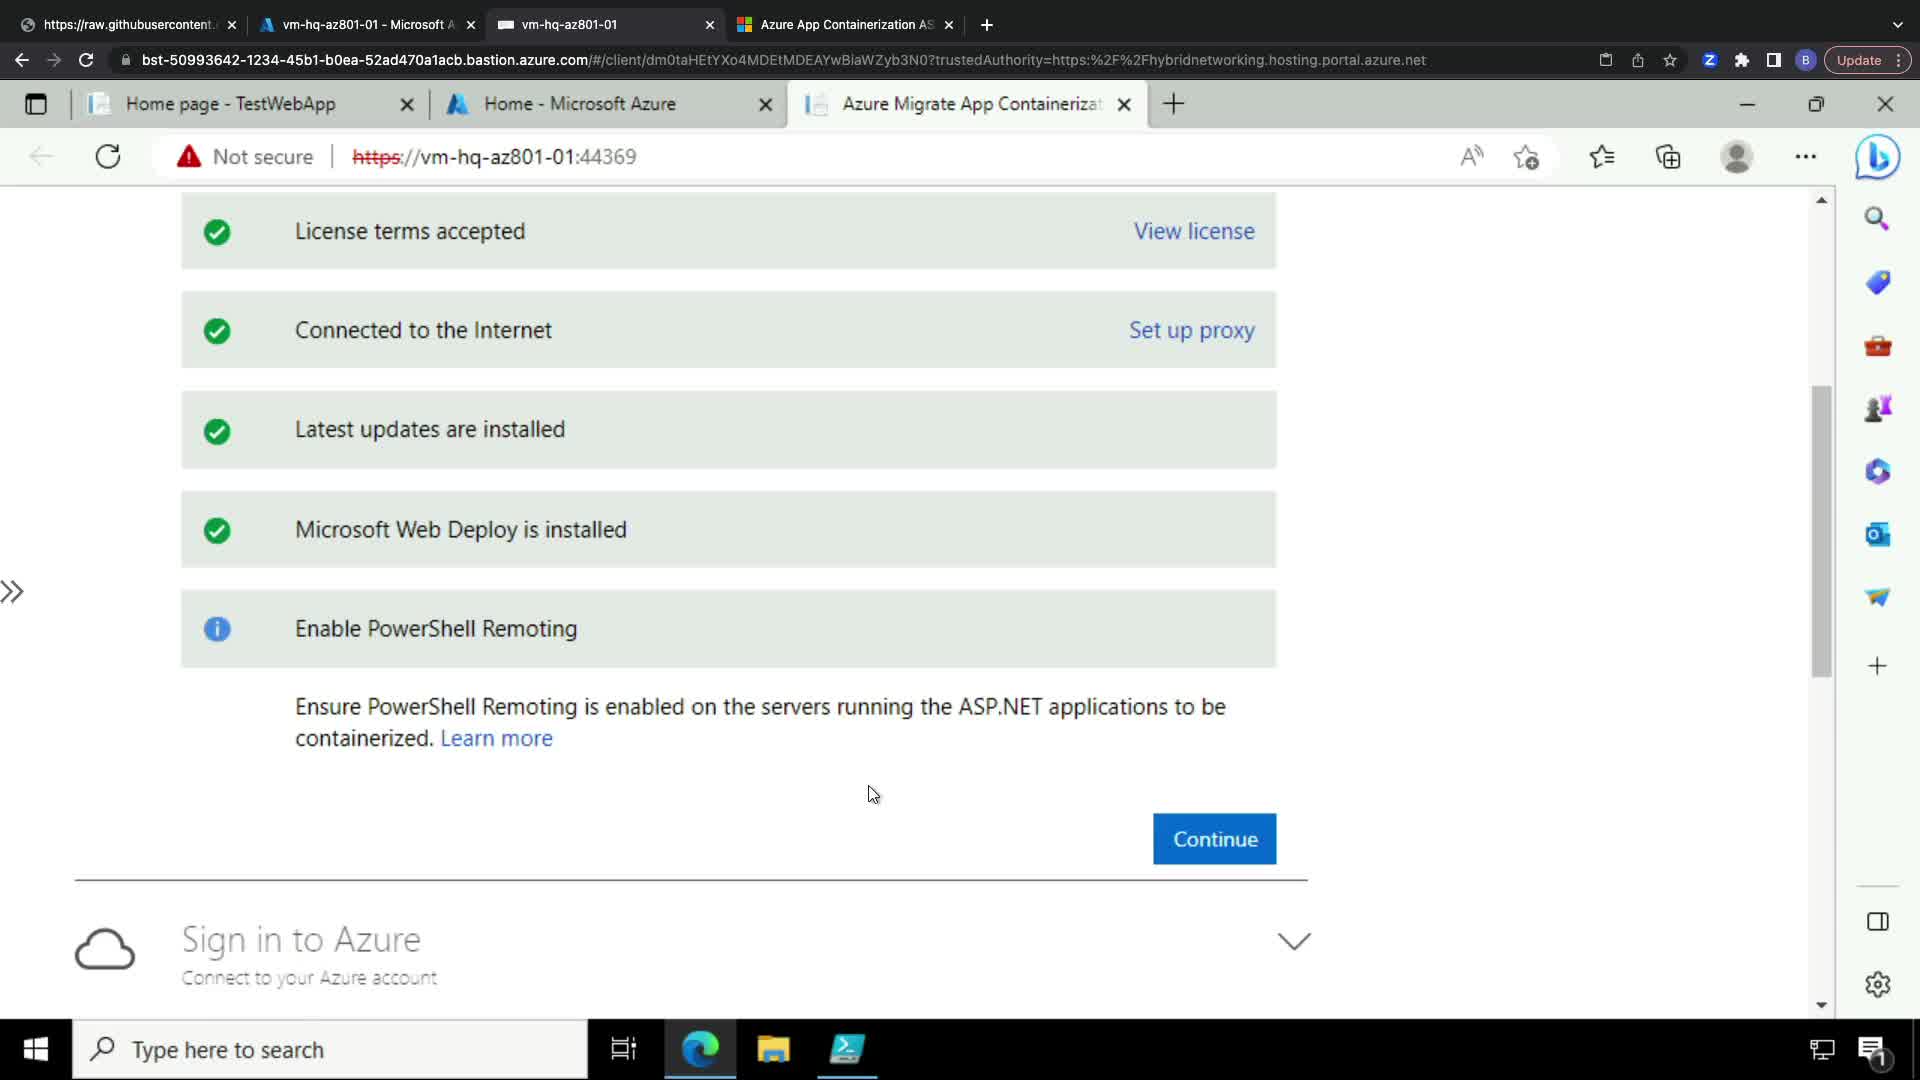 https://raw.githubusercontent.
vm-hq-az801-01 - Microsoft A
vm-hq-az801-01
Azure App Containerization AS
bst-50993642-1234-45b1-b0ea-52ad470a1acb.bastion.azure.com/#/client/dm0taHEtYXo4MDEtMDEAYwBiaWZyb3N0?trustedAuthority=https:%2F%2Fhybridnetworking.hosting.portal.azure.net
B
Update
Home page - TestWebApp
Home - Microsoft Azure
Azure Migrate App Containerizat
Not secure
https://vm-hq-az801-01:44369
License terms accepted
View license
Connected to the Internet
Set up proxy
Latest updates are installed
Microsoft Web Deploy is installed
Enable PowerShell Remoting
Ensure PowerShell Remoting is enabled on the servers running the ASP.NET applications to be
containerized. Learn more
Continue
Sign in to Azure
Connect to your Azure account
Type here to search
1